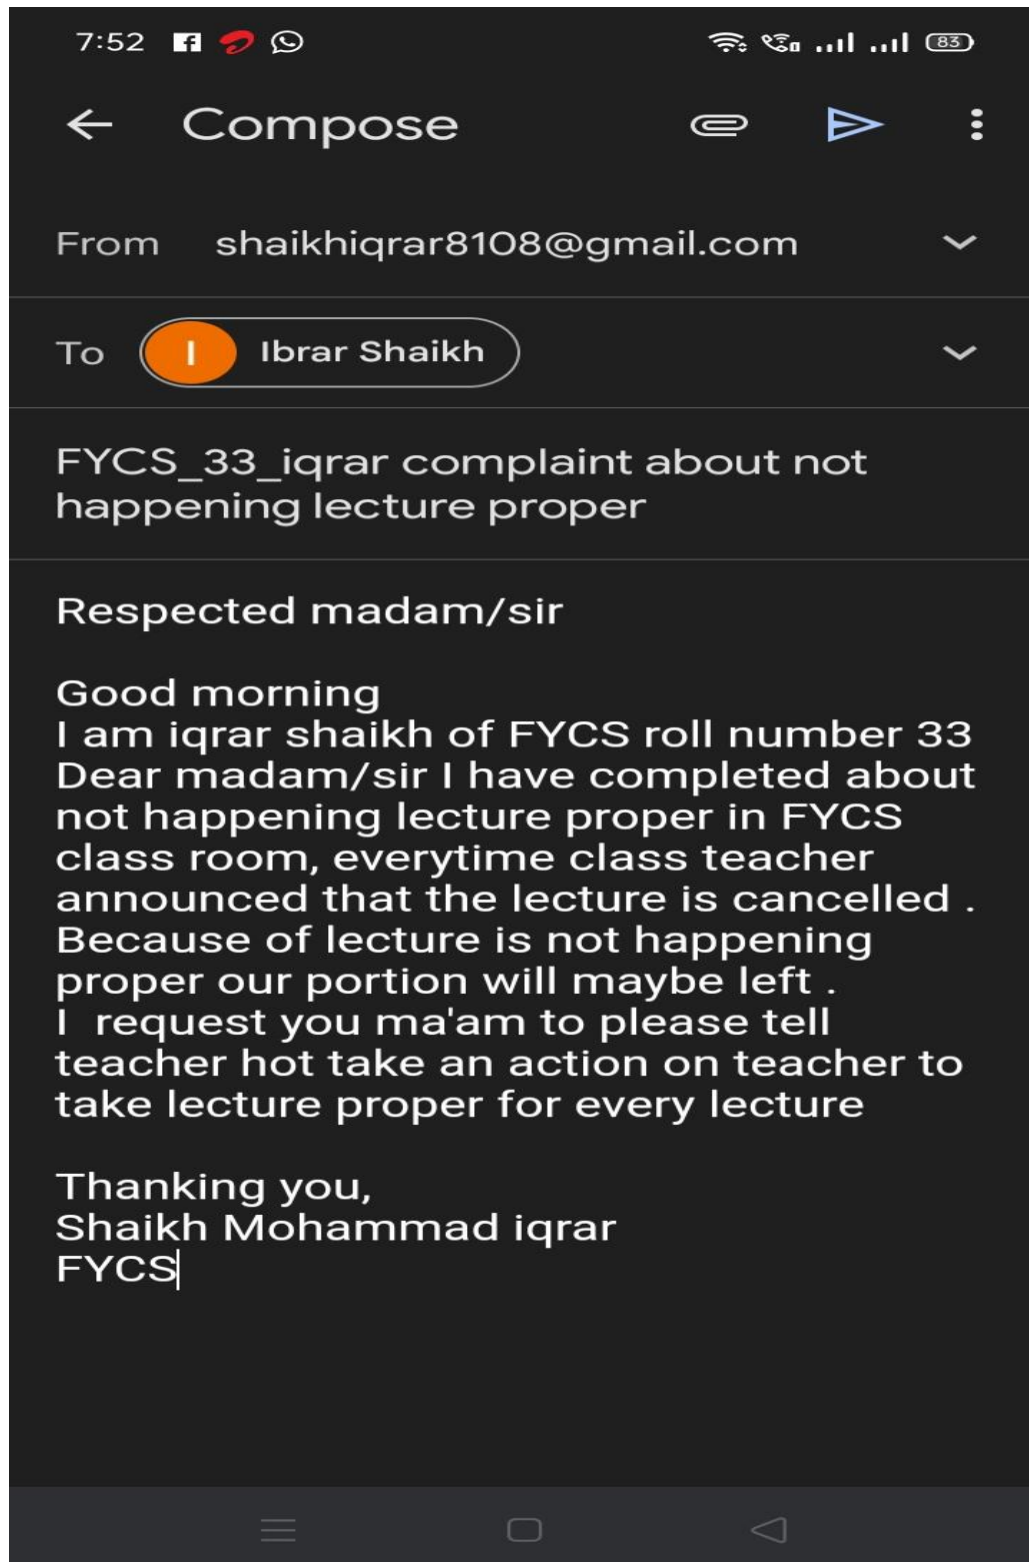 7:52
83
Compose
From shaikhiqrar8108@gmail.com
To I Ibrar Shaikh
FYCS_33_iqrar complaint about not
happening lecture proper
Respected madam/sir
Good morning
I am iqrar shaikh of FYCS roll number 33
Dear madam/sir I have completed about
not happening lecture proper in FYCS
class room, everytime class teacher
announced that the lecture is cancelled .
Because of lecture is not happening
proper our portion will maybe left .
I  request you ma'am to please tell
teacher hot take an action on teacher to
take lecture proper for every lecture
Thanking you,
Shaikh Mohammad iqrar
FYCS